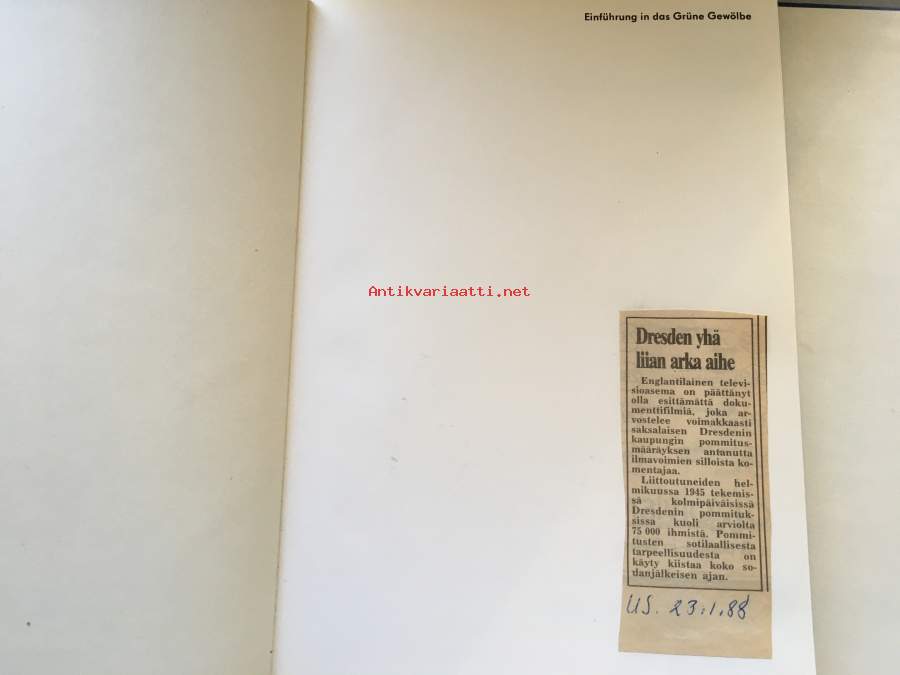 Einführung in das Grüne Gewölbe
Antikvariaatti.net
Dresden yhä
liian arka aihe
Englantilainen televi-
sioasema on päättänyt
olla esittämättä doku-
menttifilmiä, joka ar-
vostelee voimakkaasti
saksalaisen Dresdenin
kaupungin pommitus-
määräyksen antanutta
ilmavoimien silloista ko-
mentajaa.
Liittoutuneiden hel-
mikuussa 1945 tekemis-
sä kolmipäiväisissä
Dresdenin pommituk-
sissa kuoli arviolta
75 000 ihmistä. Pommi-
tusten sotilaallisesta
tarpeellisuudesta on
käyty kiistaa koko so-
danjälkeisen ajan.
US. 23.1.88